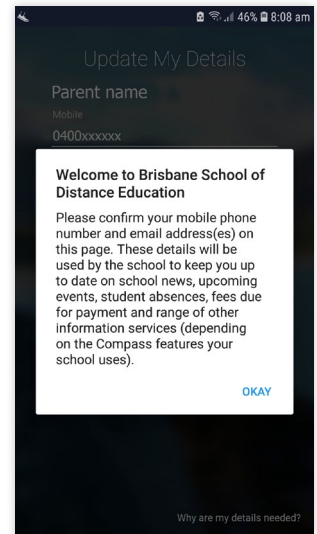 46% 8:08 am
Update My Details
Parent name
Mobile
0400xxxxxx
Welcome to Brisbane School of
Distance Education
Please confirm your mobile phone
number and email address(es) on
this page. These details will be
used by the school to keep you up
to date on school news, upcoming
events, student absences, fees due
for payment and range of other
information services (depending
on the Compass features your
school uses).
OKAY
Why are my details needed?